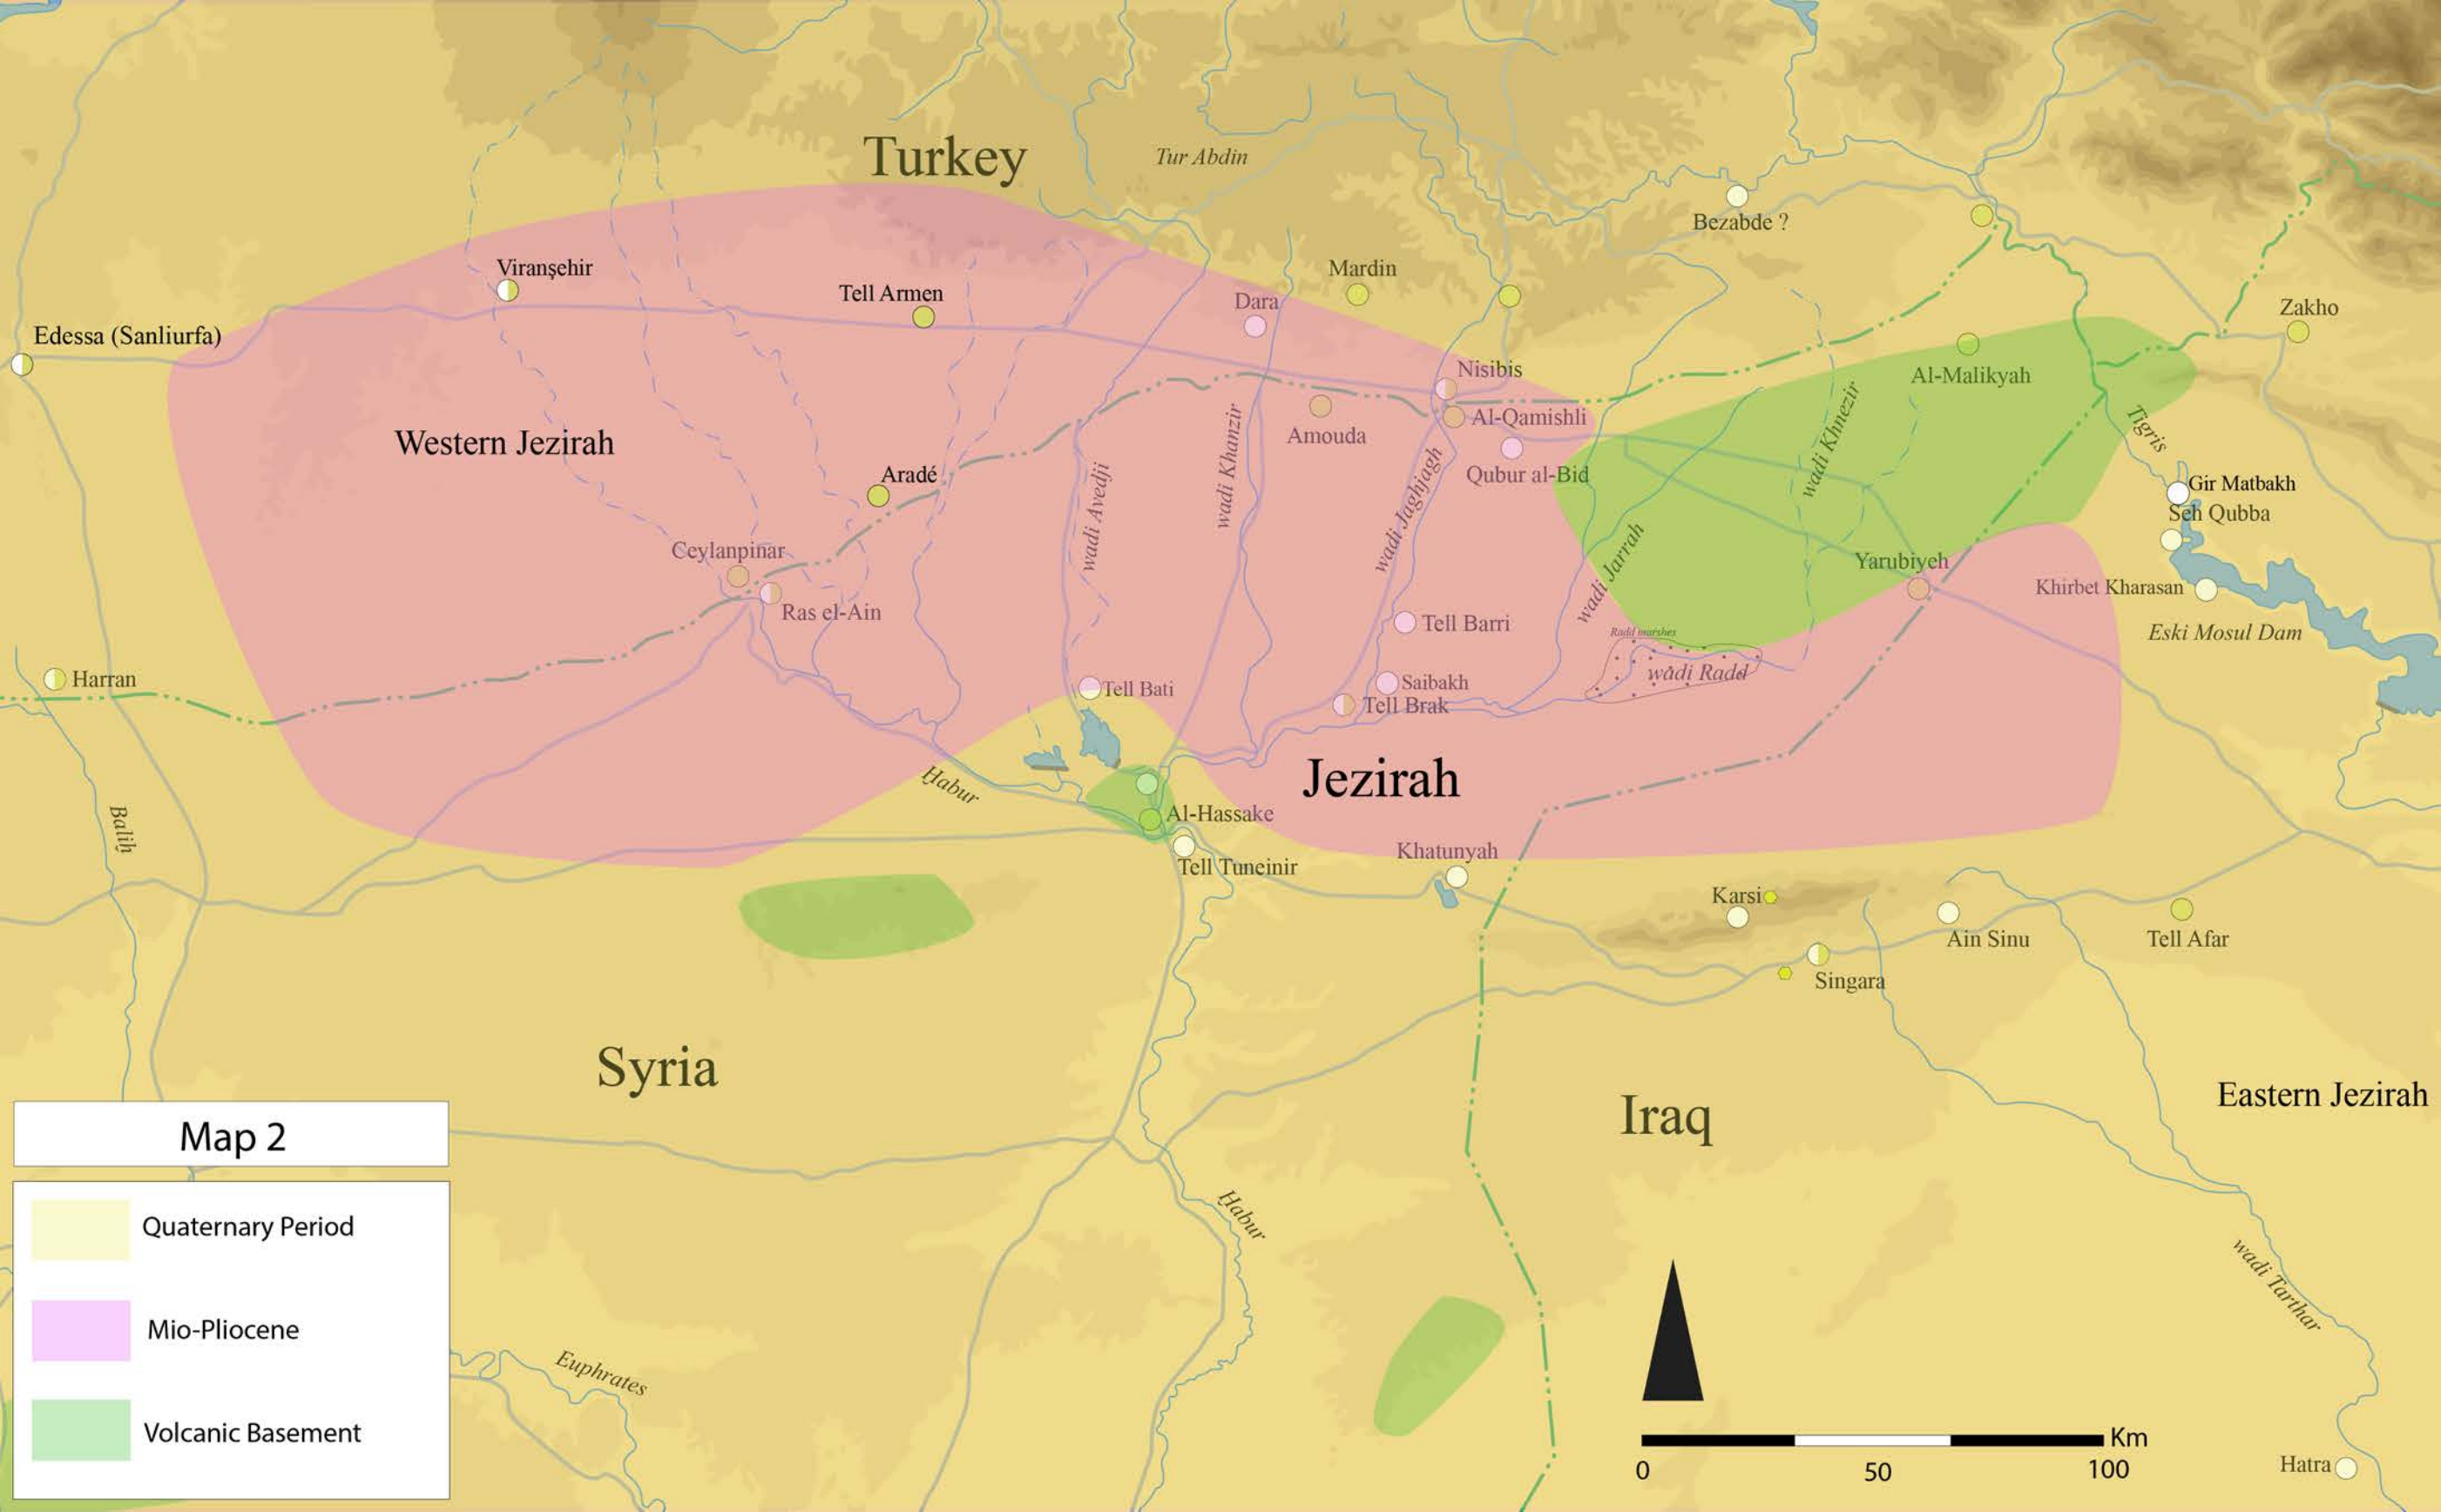 Turkey
Tur Abdin
Bezabde ?
Viranşehir
Mardin
Tell Armen
Dara
Zakho
Edessa (Sanliurfa)
Nisibis
Al-Malikyah
Al-Qamishli
Amouda
Western Jezirah
wadi Khanzir
wadi Khnezir
Tigris
Aradé
Qubur al-Bid
wadi Avedji
wadi Jaghjagh
Gir Matbakh
Seh Qubba
Ceylanpinar
wadi Jarrah
Yarubiyeh
Khirbet Kharasan
Ras el-Ain
Tell Barri
Radd marshes
Eski Mosul Dam
Harran
wadi Radd
Tell Bati
Saibakh
Tell Brak
Jezirah
Habur
Balih
Al-Hassake
Khatunyah
Tell Tuneinir
Karsi
Ain Sinu
Tell Afar
Singara
Syria
Iraq
Eastern Jezirah
Habur
wadi Tarthar
Euphrates
Map 2
Quaternary Period
Mio-Pliocene
Volcanic Basement
Km
0
50
100
Hatra